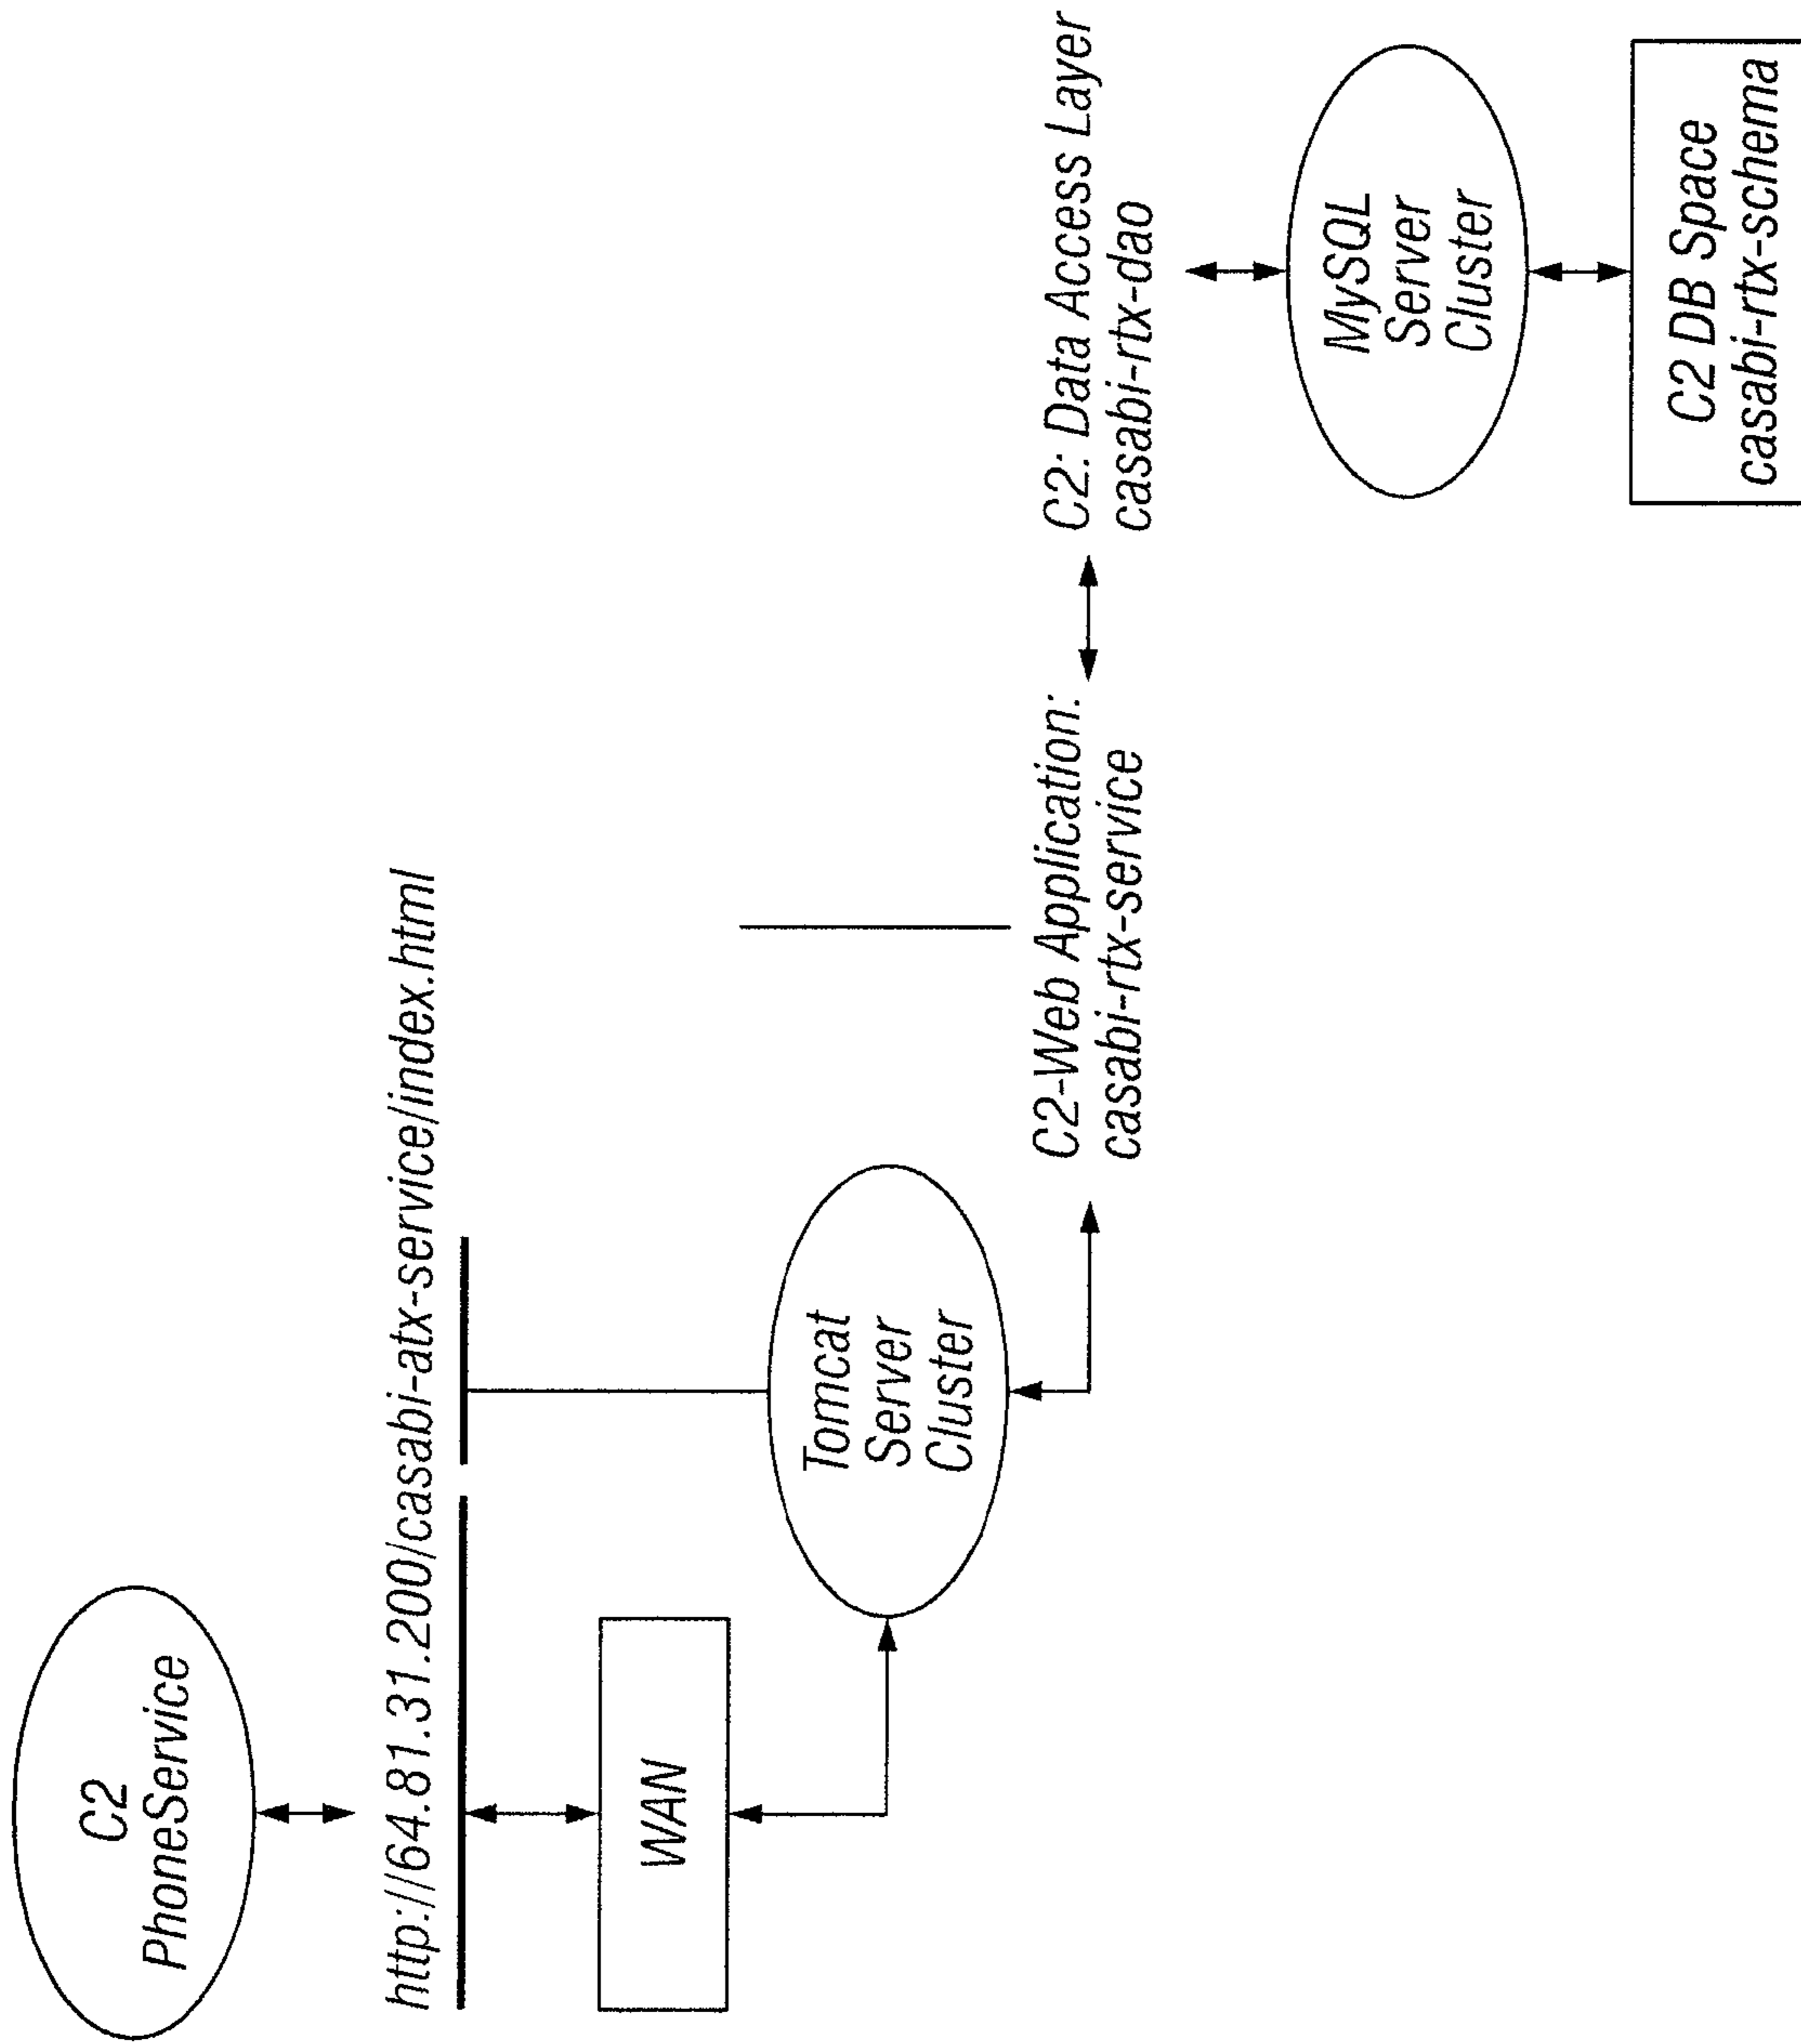 C2
PhoneService
http://64.81.31.200/casabi-atx-service/index.html
WAN
Tomcat
Server
Cluster
C2-Web Application:
casabi-rtx-service
C2: Data Access Layer
casabi-rtx-dao
MySQL
Server
Cluster
C2 DB Space
casabi-rtx-schema